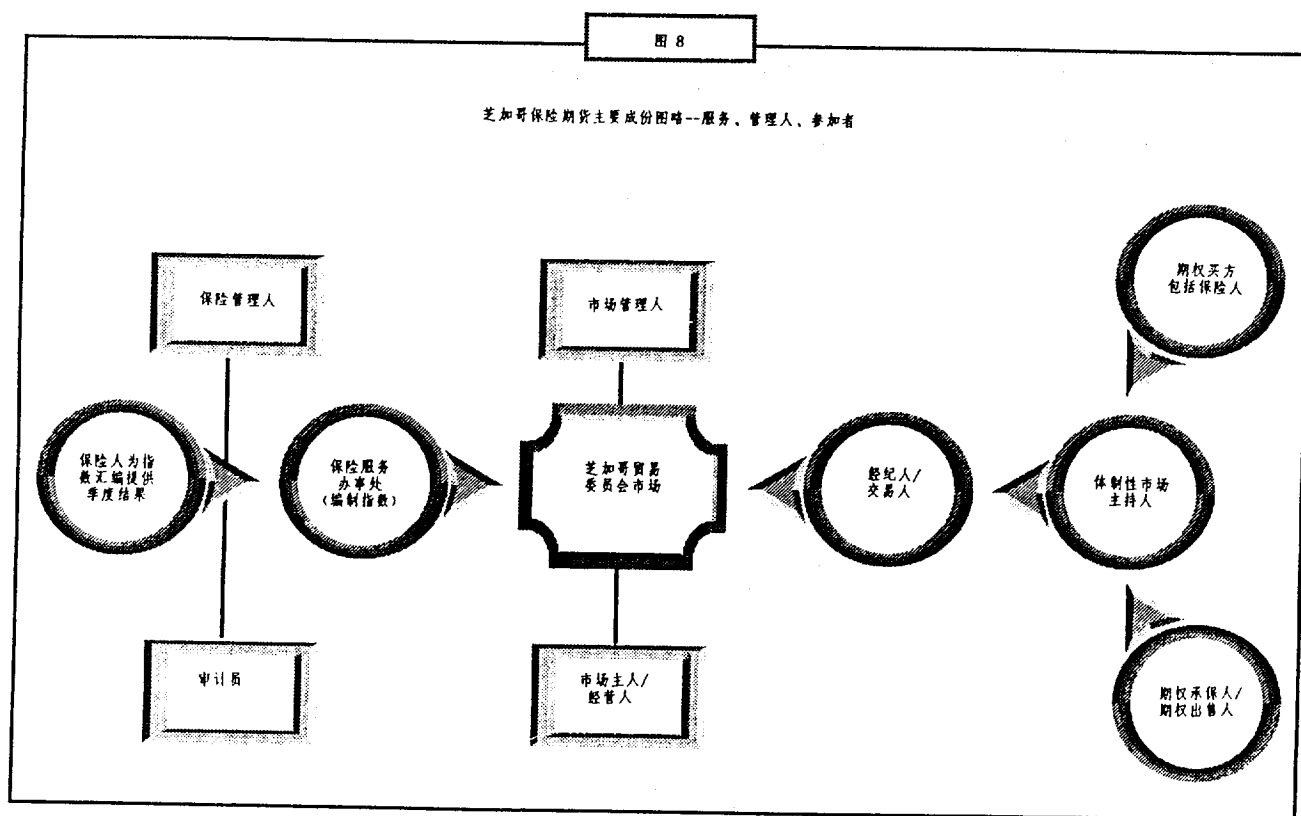 图 8
芝加哥保险期货主要成份图略--服务、管理人、参加者
期权买方
包括保险人
保险管理人
市场管理人
保险人为指
数汇编提供
季度结果
保险服务
办事处
(编制指数)
芝加哥贸易
委员会市场
经纪人/
交易人
体制性市场
主持人
审计员
市场主人/
经营人
期权承保人/
期权出售人